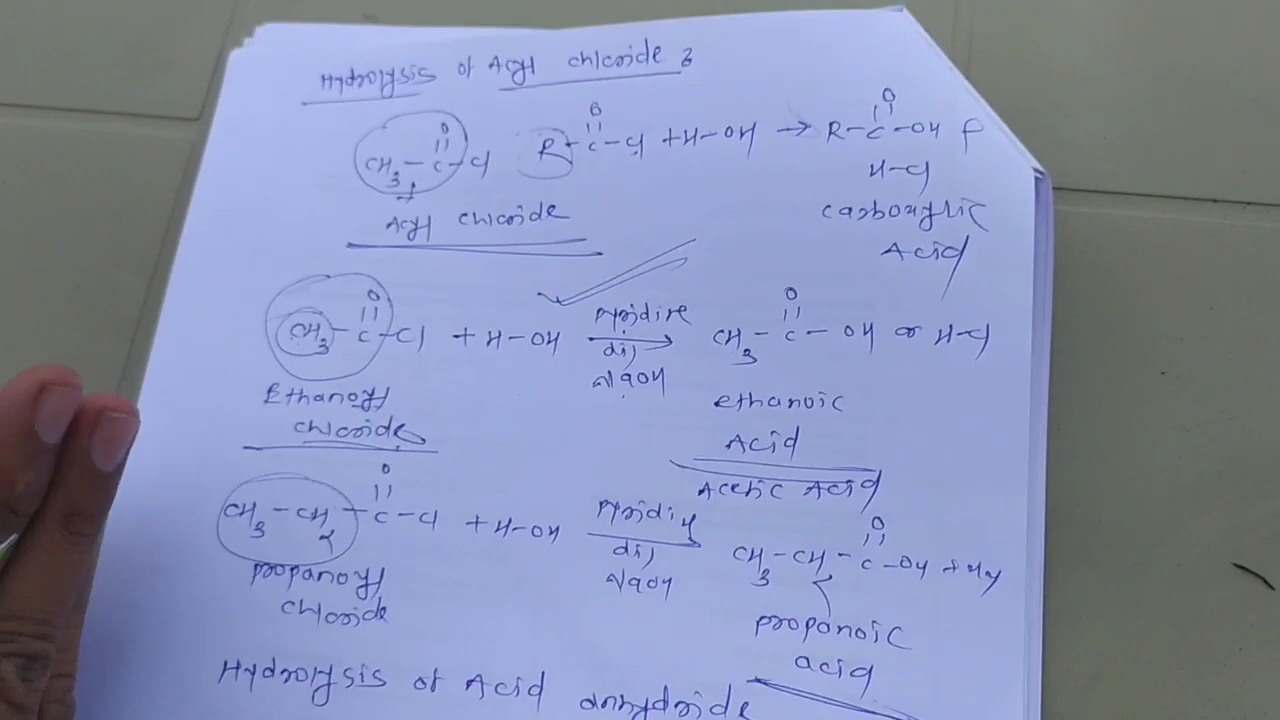 Hydrolysis of Acyl chloride :
O O O
CH3 - C - Cl R - C - Cl + H - OH → R - C - OH +
H - Cl
Acyl chloride carboxylic
Acid
O O
CH3 - C - Cl + H - OH Pyridine CH3 - C - OH or H - Cl
dil
NaOH
Ethanoyl ethanoic
chloride Acid
Acetic Acid
O O
CH3 - CH2 - C - Cl + H - OH Pyridine CH3 - CH2 - C - OH + HCl
dil
NaOH
propanoyl propanoic
chloride acid
Hydrolysis of Acid anhydride